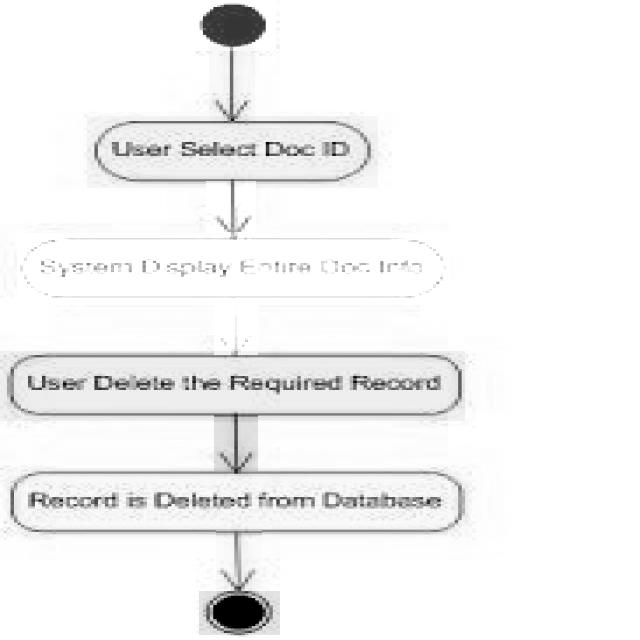 User Select Doc ID
System Display Entire Doc Info
User Delete the Required Record
Record is Deleted from Database